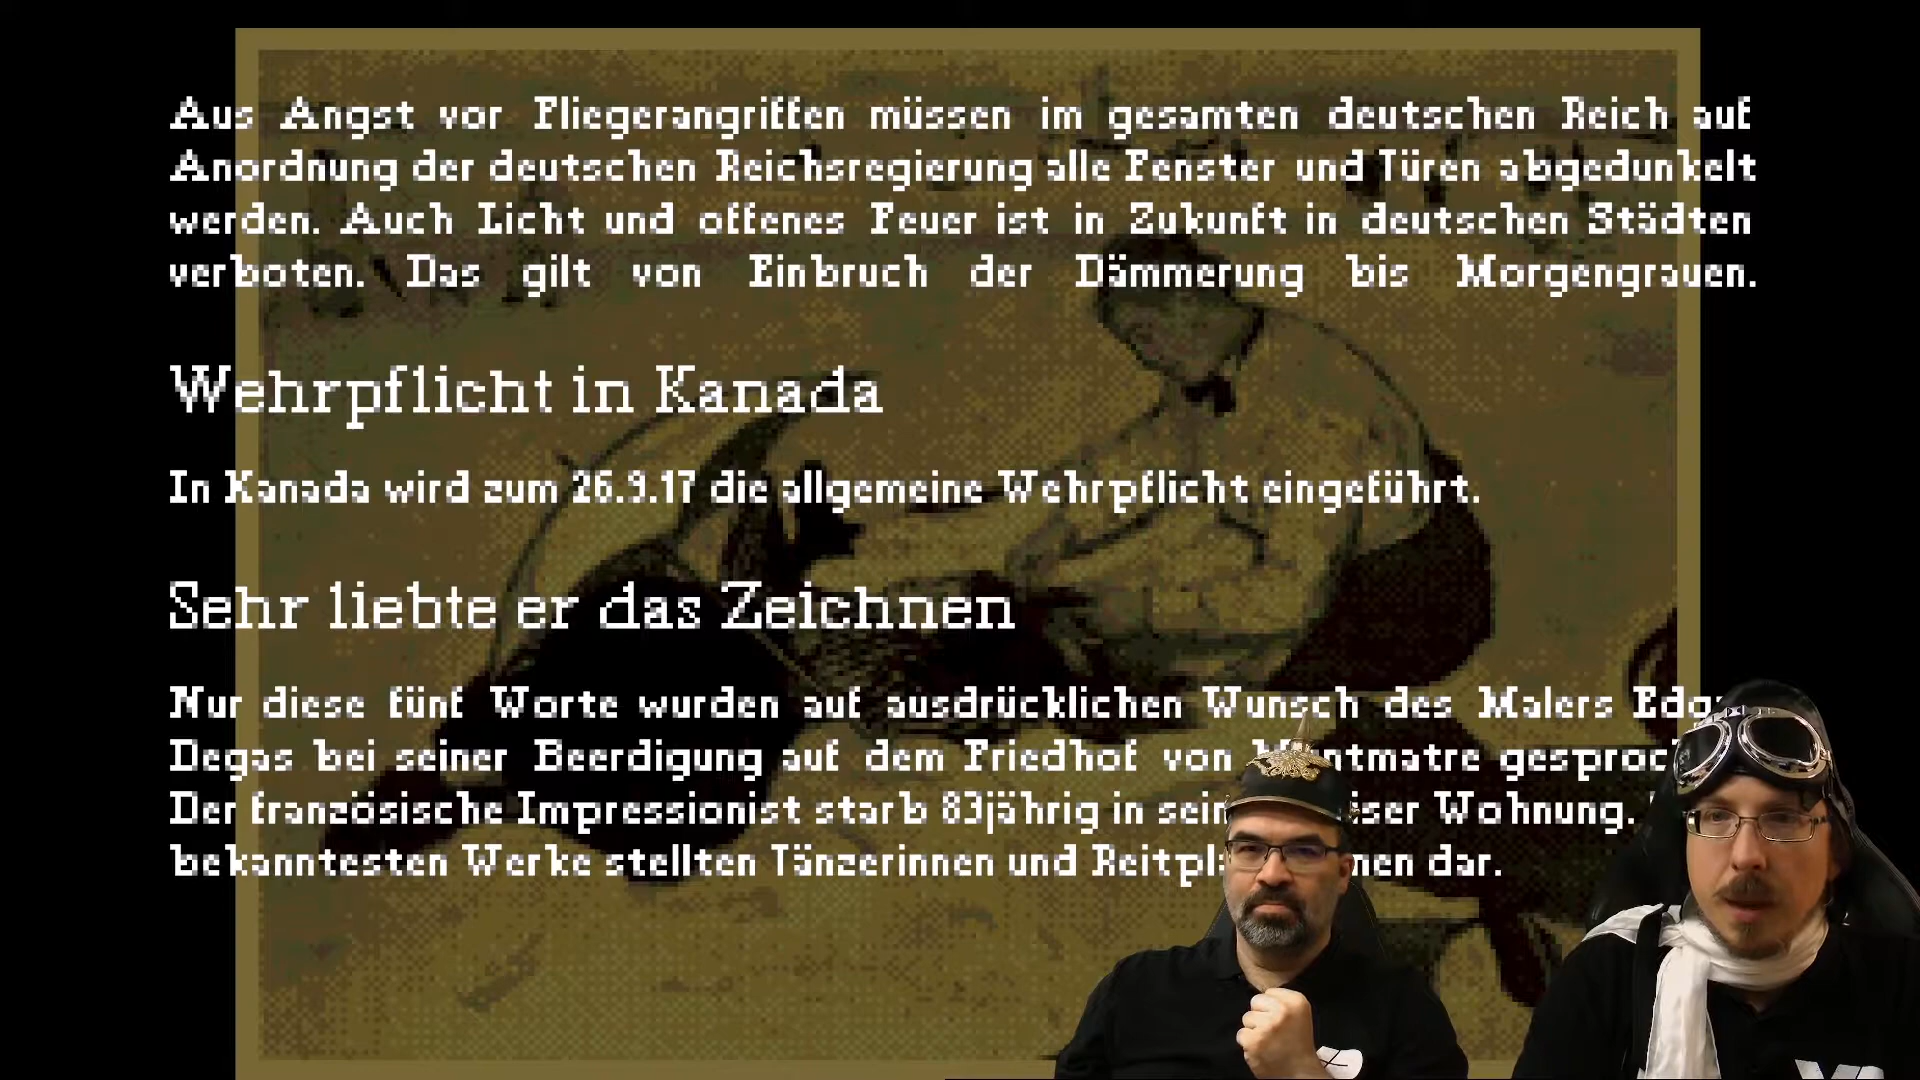 Aus Angst vor Fliegerangriffen müssen im gesamten deutschen Reich auf
Anordnung der deutschen Reichsregierung alle Fenster und Türen abgedunkelt
werden. Auch Licht und offenes Feuer ist in Zukunft in deutschen Städten
verboten. Das gilt von Einbruch der Dämmerung bis Morgengrauen.
Wehrpflicht in Kanada
In Kanada wird zum 26.9.17 die allgemeine Wehrpflicht eingeführt.
Sehr liebte er das Zeichnen
Nur diese fünf Worte wurden auf ausdrücklichen Wunsch des Malers
Degas bei seiner Beerdigung auf dem Friedhof von
Der französische Impressionist starb 83jährig in Wohnung.
bekanntesten Werke stellten Tänzerinnen und dar.